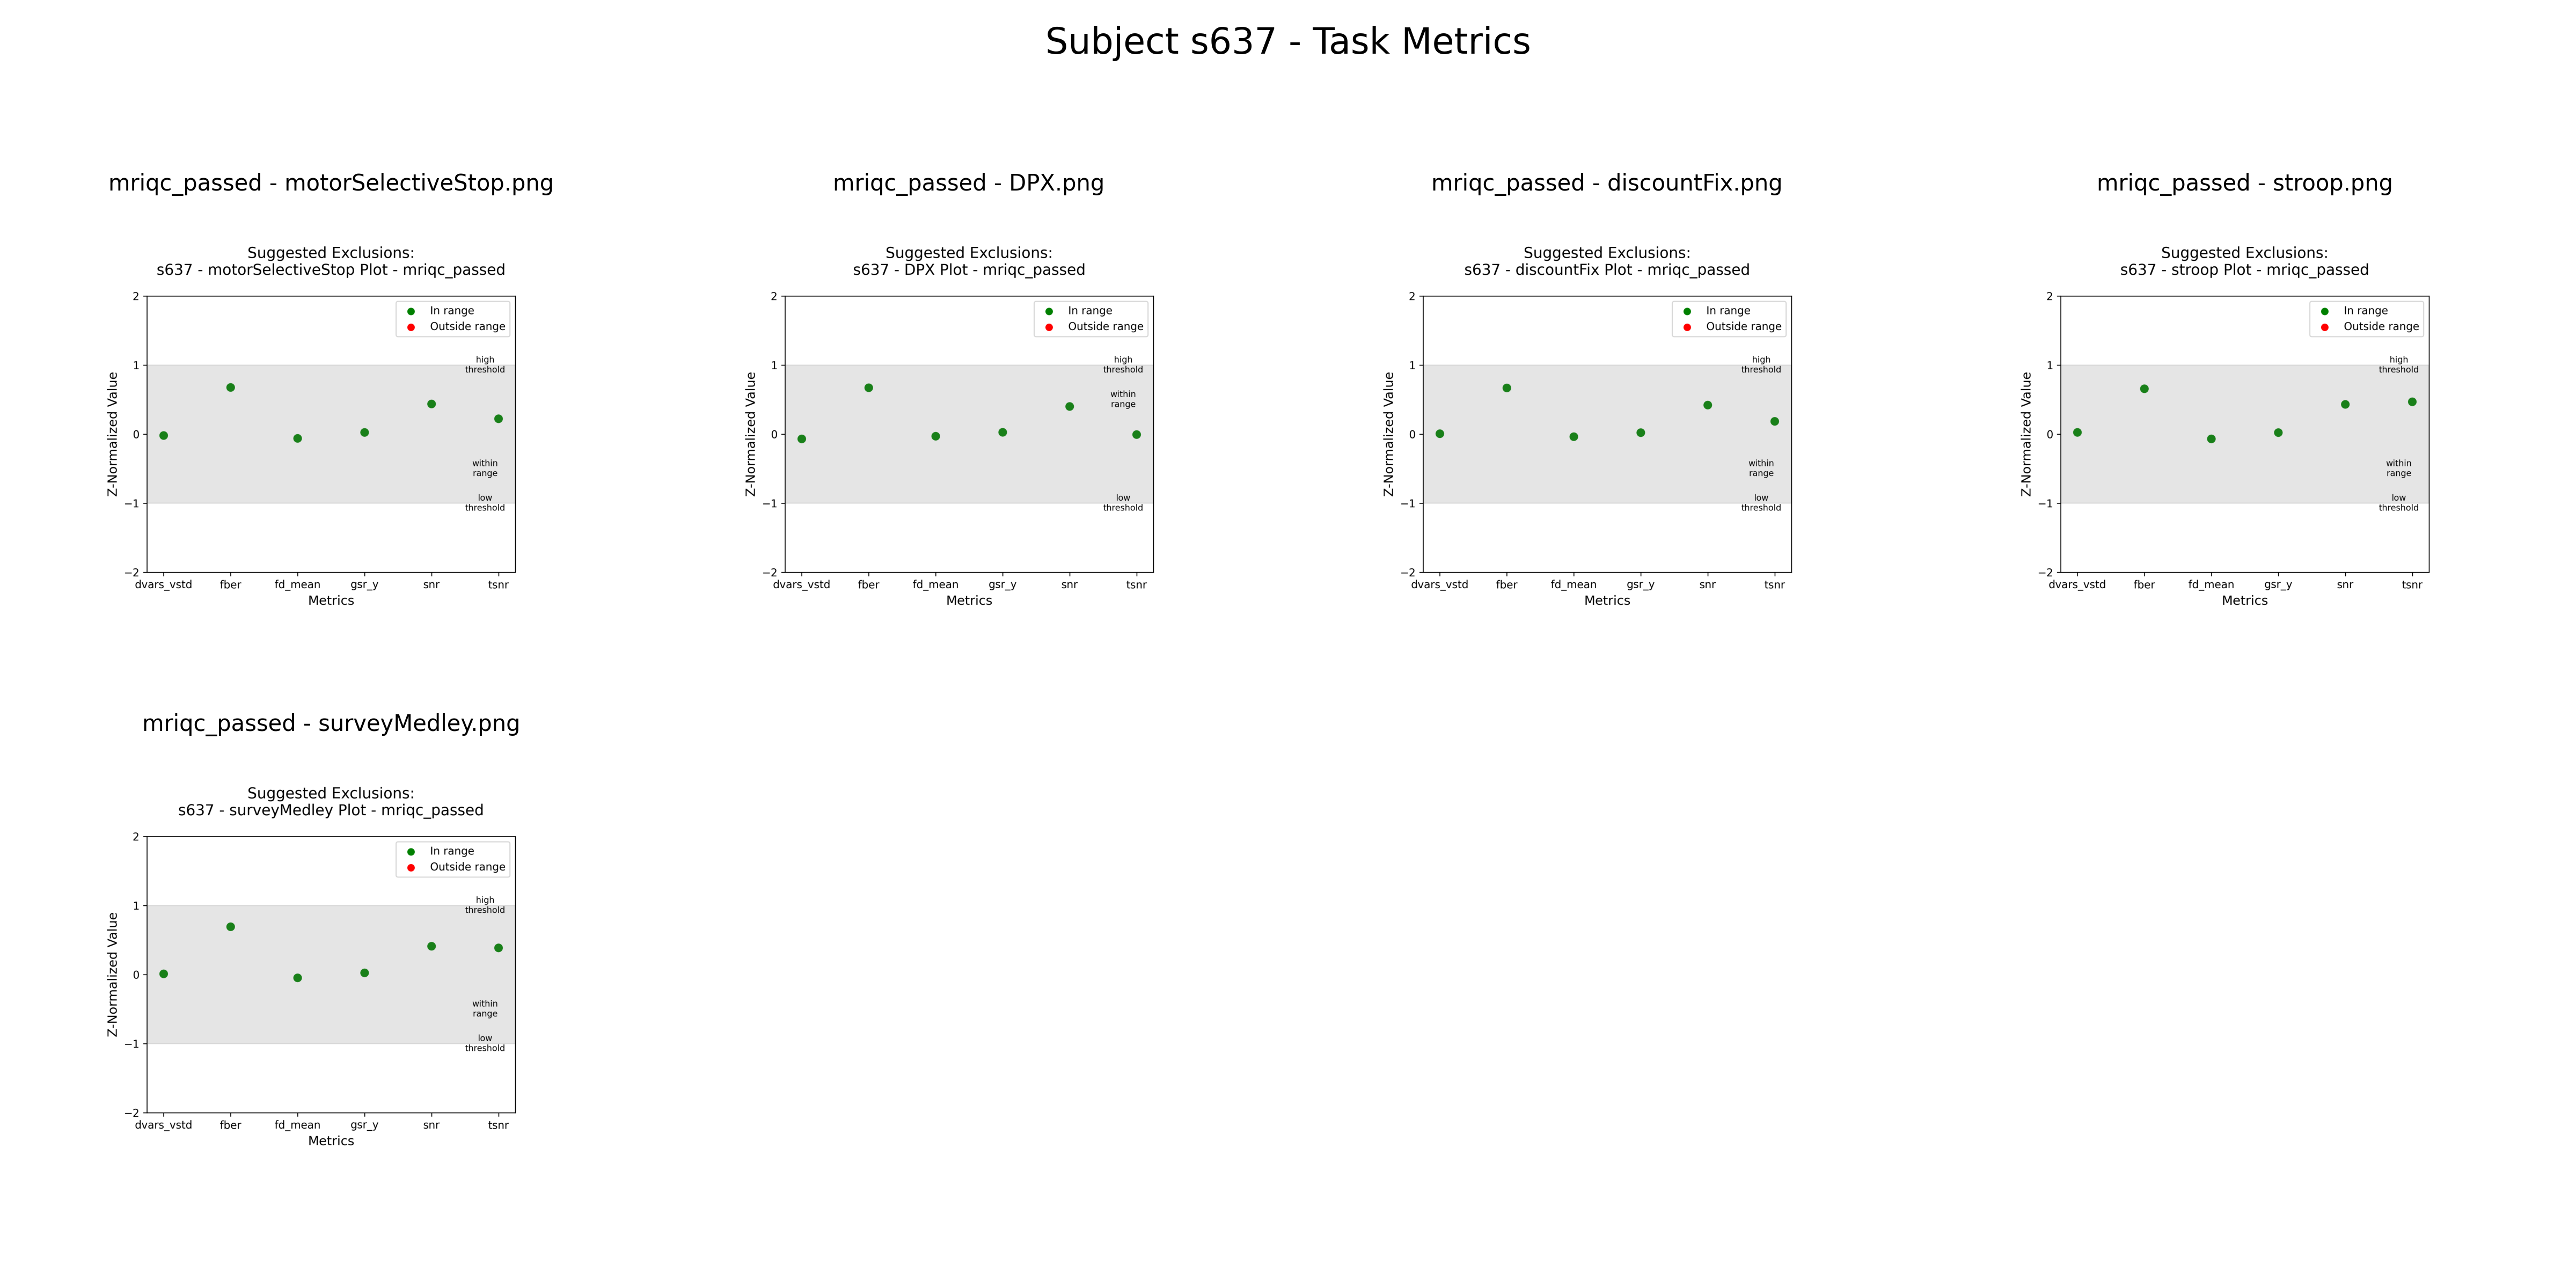 Subject s637 - Task Metrics
mriqc_passed - motorSelectiveStop.png
Suggested Exclusions:
s637 - motorSelectiveStop Plot - mriqc_passed
In range
Outside range
2
1
0
−1
−2
Z-Normalized Value
high
threshold
within
range
low
threshold
dvars_vstd fber fd_mean gsr_y snr tsnr
Metrics
mriqc_passed - DPX.png
Suggested Exclusions:
s637 - DPX Plot - mriqc_passed
In range
Outside range
2
1
0
−1
−2
Z-Normalized Value
high
threshold
within
range
low
threshold
dvars_vstd fber fd_mean gsr_y snr tsnr
Metrics
mriqc_passed - discountFix.png
Suggested Exclusions:
s637 - discountFix Plot - mriqc_passed
In range
Outside range
2
1
0
−1
−2
Z-Normalized Value
high
threshold
within
range
low
threshold
dvars_vstd fber fd_mean gsr_y snr tsnr
Metrics
mriqc_passed - stroop.png
Suggested Exclusions:
s637 - stroop Plot - mriqc_passed
In range
Outside range
2
1
0
−1
−2
Z-Normalized Value
high
threshold
within
range
low
threshold
dvars_vstd fber fd_mean gsr_y snr tsnr
Metrics
mriqc_passed - surveyMedley.png
Suggested Exclusions:
s637 - surveyMedley Plot - mriqc_passed
In range
Outside range
2
1
0
−1
−2
Z-Normalized Value
high
threshold
within
range
low
threshold
dvars_vstd fber fd_mean gsr_y snr tsnr
Metrics